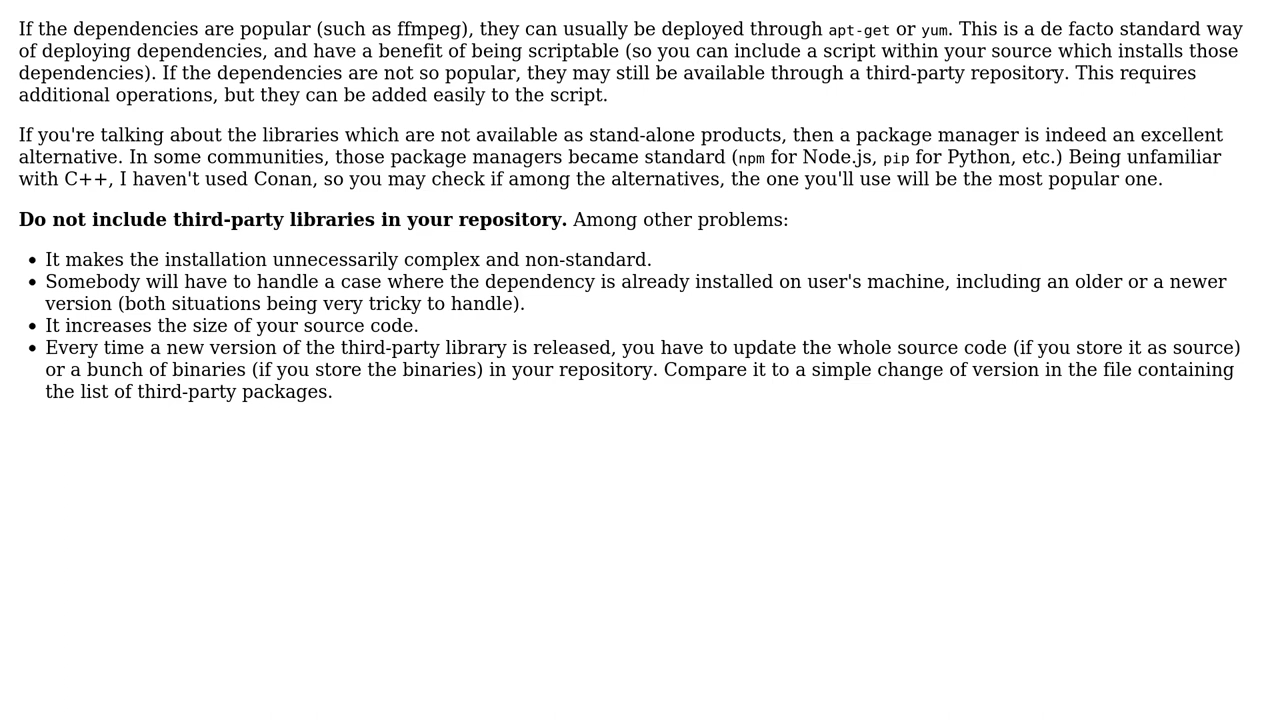 If the dependencies are popular (such as ffmpeg), they can usually be deployed through apt-get or yum. This is a de facto standard way
of deploying dependencies, and have a benefit of being scriptable (so you can include a script within your source which installs those
dependencies). If the dependencies are not so popular, they may still be available through a third-party repository. This requires
additional operations, but they can be added easily to the script.
If you're talking about the libraries which are not available as stand-alone products, then a package manager is indeed an excellent
alternative. In some communities, those package managers became standard (npm for Node.js, pip for Python, etc.) Being unfamiliar
with C++, I haven't used Conan, so you may check if among the alternatives, the one you'll use will be the most popular one.
Do not include third-party libraries in your repository. Among other problems:
• It makes the installation unnecessarily complex and non-standard.
• Somebody will have to handle a case where the dependency is already installed on user's machine, including an older or a newer
version (both situations being very tricky to handle).
• It increases the size of your source code.
• Every time a new version of the third-party library is released, you have to update the whole source code (if you store it as source)
or a bunch of binaries (if you store the binaries) in your repository. Compare it to a simple change of version in the file containing
the list of third-party packages.